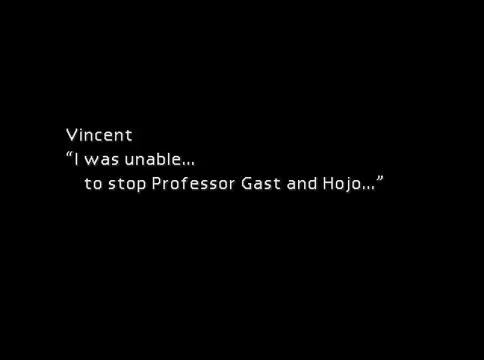 Vincent
“I was unable...
to stop Professor Gast and Hojo...”